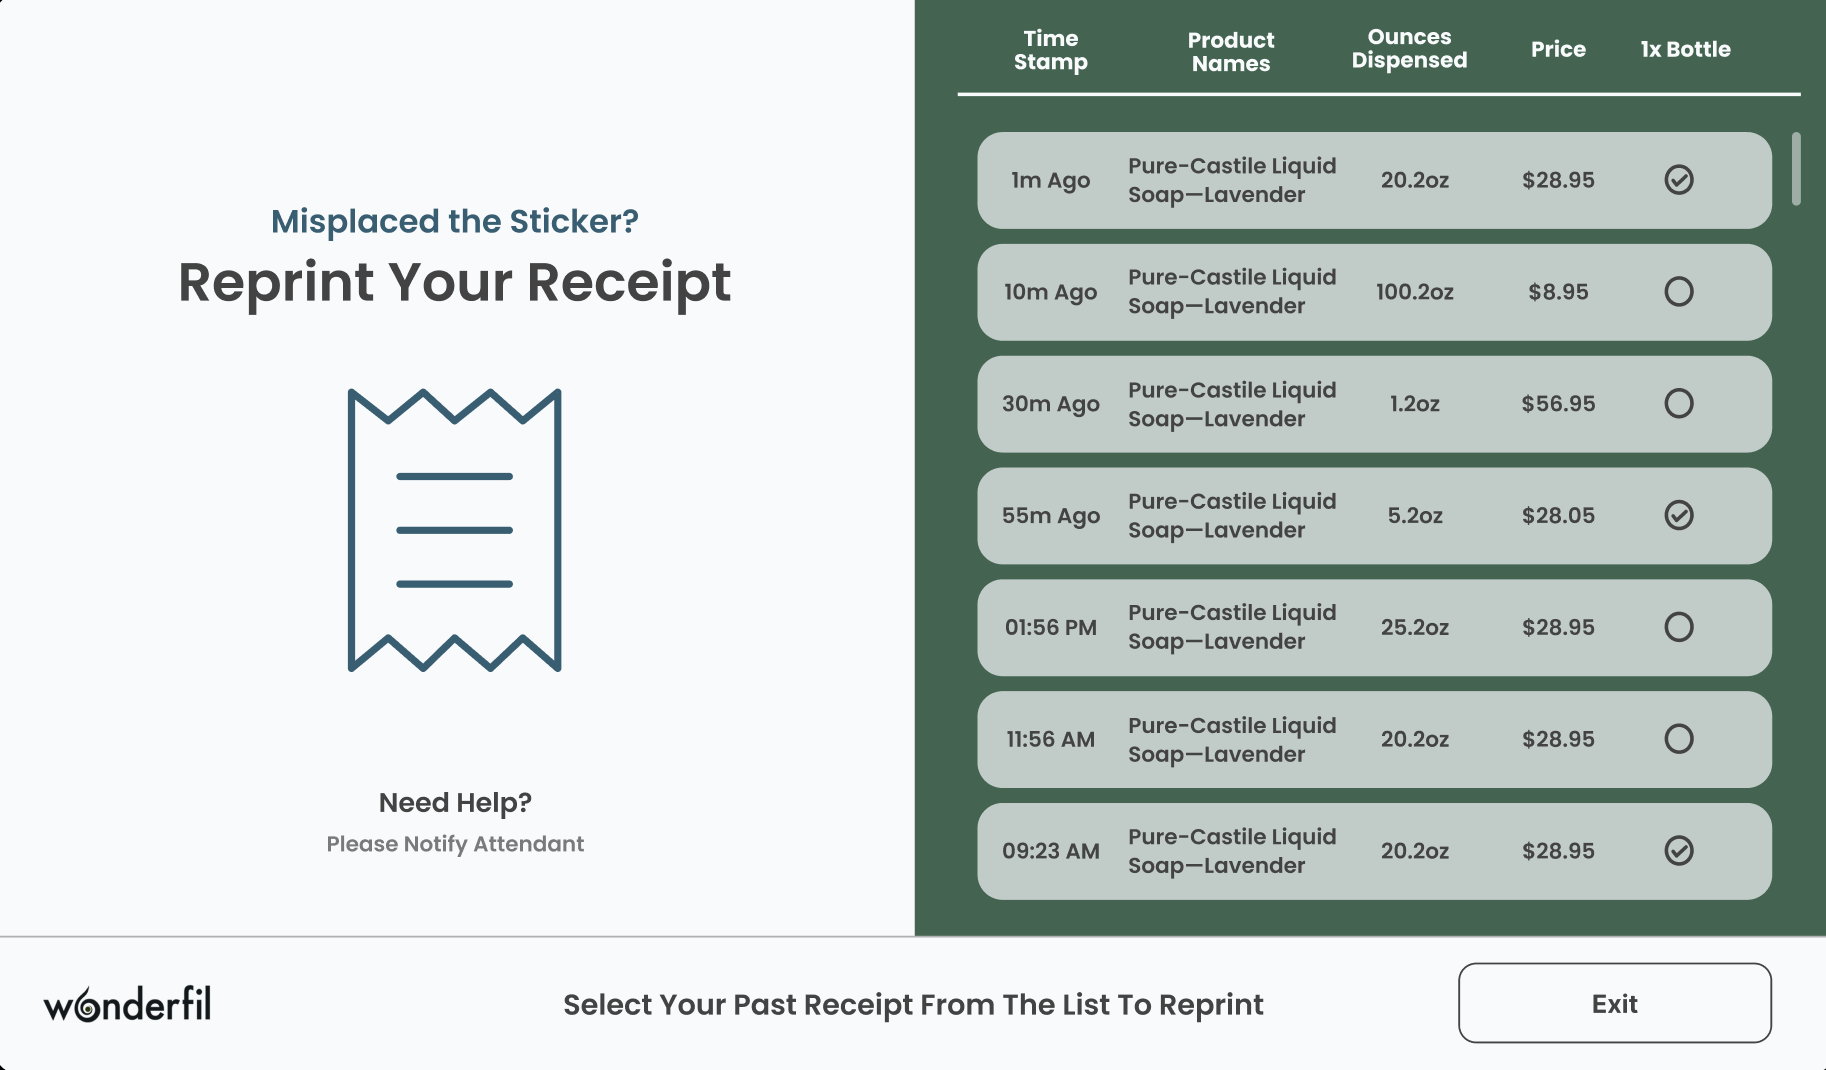 Misplaced the Sticker?
Reprint Your Receipt
Need Help?
Please Notify Attendant
Time
Stamp
Product
Names
Ounces
Dispensed
Price
1x Bottle
1m Ago
Pure-Castile Liquid
Soap—Lavender
20.2oz
$28.95
10m Ago
Pure-Castile Liquid
Soap—Lavender
100.2oz
$8.95
30m Ago
Pure-Castile Liquid
Soap—Lavender
1.2oz
$56.95
55m Ago
Pure-Castile Liquid
Soap—Lavender
5.2oz
$28.05
01:56 PM
Pure-Castile Liquid
Soap—Lavender
25.2oz
$28.95
11:56 AM
Pure-Castile Liquid
Soap—Lavender
20.2oz
$28.95
09:23 AM
Pure-Castile Liquid
Soap—Lavender
20.2oz
$28.95
wonderfil
Select Your Past Receipt From The List To Reprint
Exit